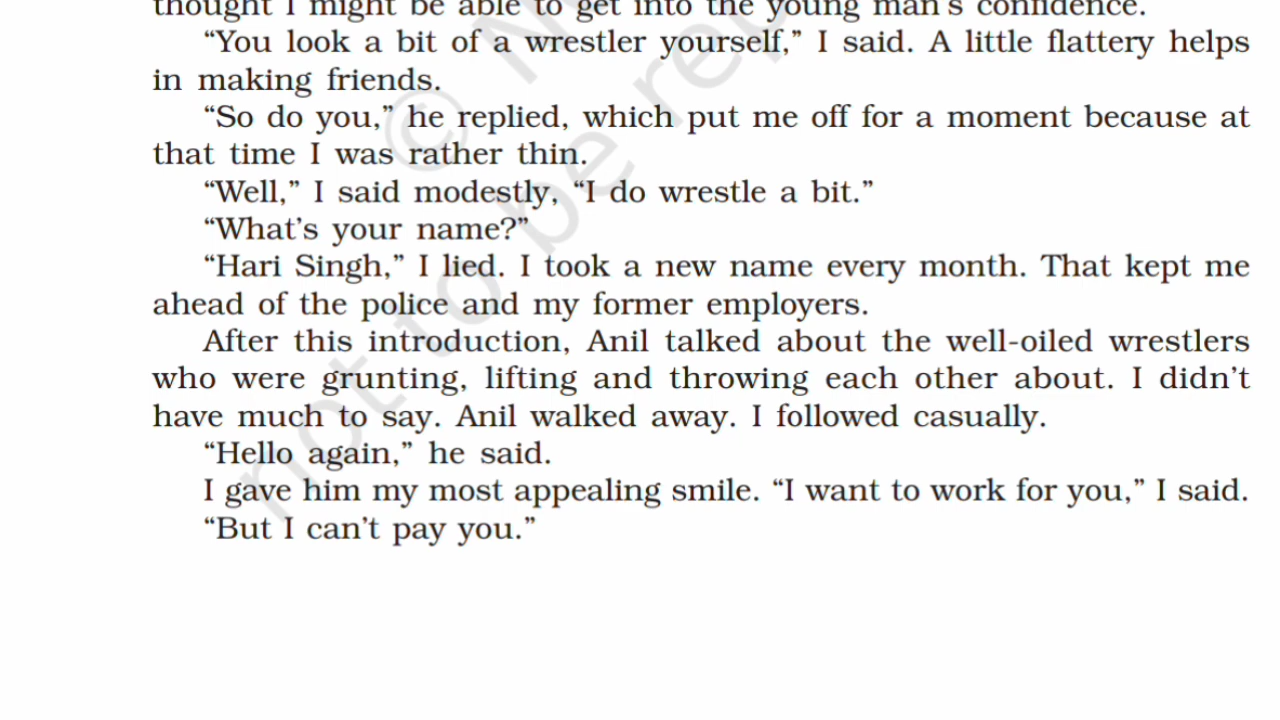 thought I might be able to get into the young man's confidence.
“You look a bit of a wrestler yourself,” I said. A little flattery helps
in making friends.
“So do you,” he replied, which put me off for a moment because at
that time I was rather thin.
“Well,” I said modestly, “I do wrestle a bit.”
“What’s your name?”
“Hari Singh,” I lied. I took a new name every month. That kept me
ahead of the police and my former employers.
After this introduction, Anil talked about the well-oiled wrestlers
who were grunting, lifting and throwing each other about. I didn’t
have much to say. Anil walked away. I followed casually.
“Hello again,” he said.
I gave him my most appealing smile. “I want to work for you,” I said.
“But I can’t pay you.”
© N
not to be rep